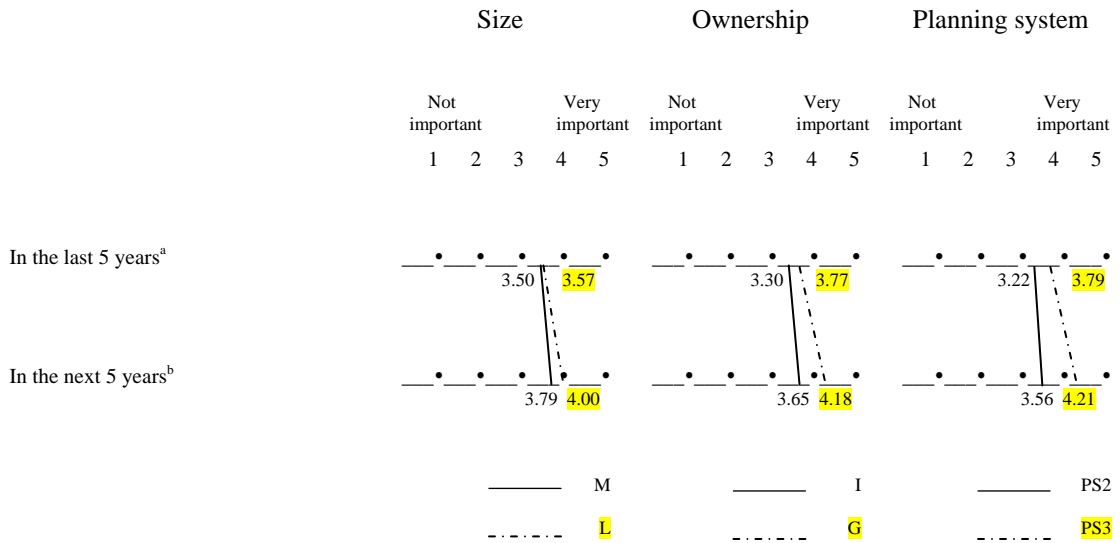 Size Ownership Planning system
Not important Very important Not important Very important Not important Very important
1 2 3 4 5 1 2 3 4 5 1 2 3 4 5
In the last 5 years^a
3.50 3.57 3.30 3.77 3.22 3.79
In the next 5 years^b
3.79 4.00 3.65 4.18 3.56 4.21
M I PS2
L G PS3